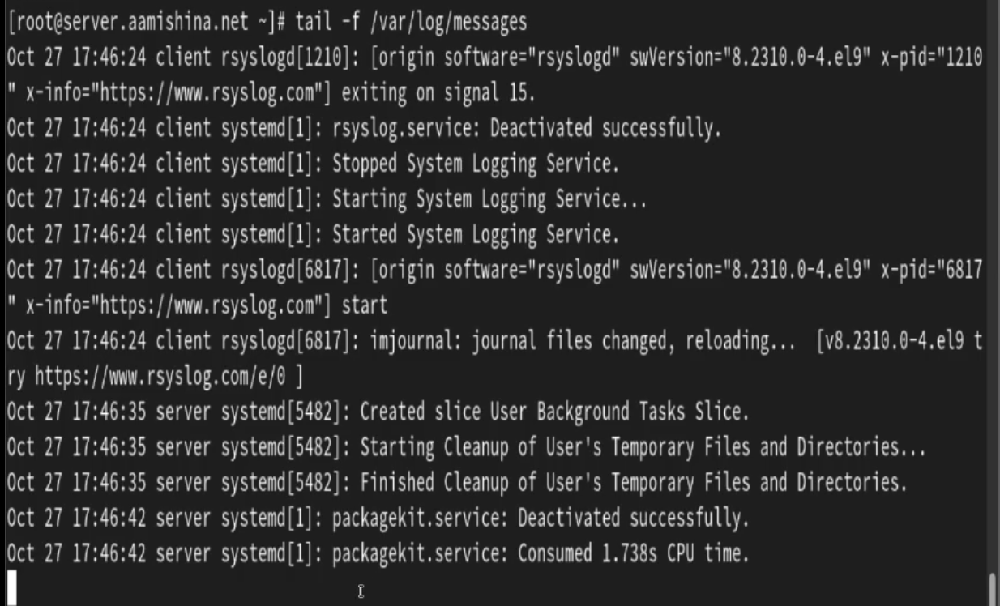 [root@server.aamishina.net ~]# tail -f /var/log/messages
Oct 27 17:46:24 client rsyslogd[1210]: [origin software="rsyslogd" swVersion="8.2310.0-4.el9" x-pid="1210
" x-info="https://www.rsyslog.com"] exiting on signal 15.
Oct 27 17:46:24 client systemd[1]: rsyslog.service: Deactivated successfully.
Oct 27 17:46:24 client systemd[1]: Stopped System Logging Service.
Oct 27 17:46:24 client systemd[1]: Starting System Logging Service...
Oct 27 17:46:24 client systemd[1]: Started System Logging Service.
Oct 27 17:46:24 client rsyslogd[6817]: [origin software="rsyslogd" swVersion="8.2310.0-4.el9" x-pid="6817
" x-info="https://www.rsyslog.com"] start
Oct 27 17:46:24 client rsyslogd[6817]: imjournal: journal files changed, reloading...  [v8.2310.0-4.el9 t
ry https://www.rsyslog.com/e/0 ]
Oct 27 17:46:35 server systemd[5482]: Created slice User Background Tasks Slice.
Oct 27 17:46:35 server systemd[5482]: Starting Cleanup of User's Temporary Files and Directories...
Oct 27 17:46:35 server systemd[5482]: Finished Cleanup of User's Temporary Files and Directories.
Oct 27 17:46:42 server systemd[1]: packagekit.service: Deactivated successfully.
Oct 27 17:46:42 server systemd[1]: packagekit.service: Consumed 1.738s CPU time.